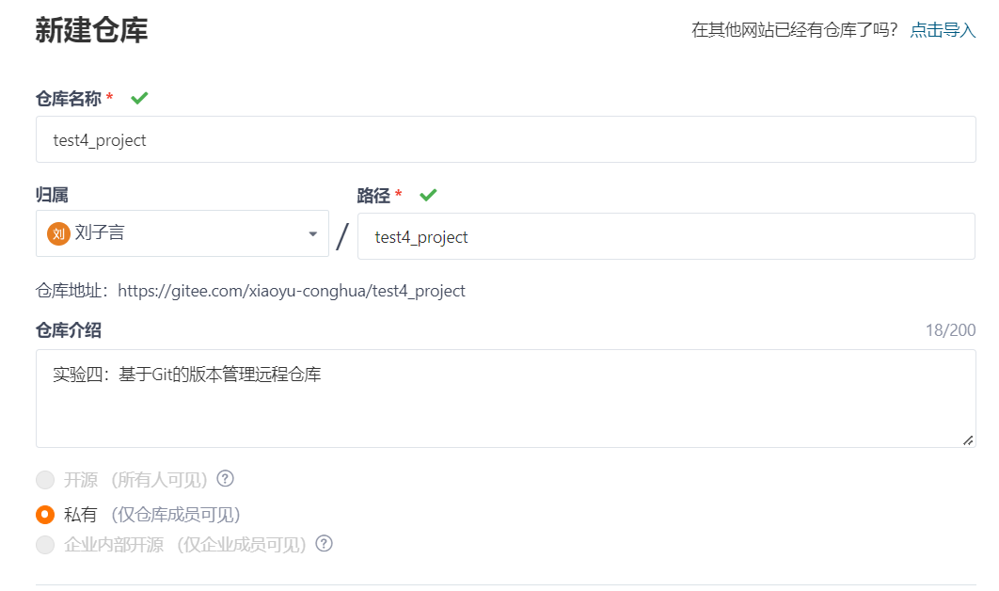 新建仓库
在其他网站已经有仓库了吗? 点击导入
仓库名称 *
test4_project
归属
路径 *
刘 刘子言
/
test4_project
仓库地址：https://gitee.com/xiaoyu-conghua/test4_project
仓库介绍
18/200
实验四：基于Git的版本管理远程仓库
开源 (所有人可见) ?
私有 (仅仓库成员可见)
企业内部开源 (仅企业成员可见) ?